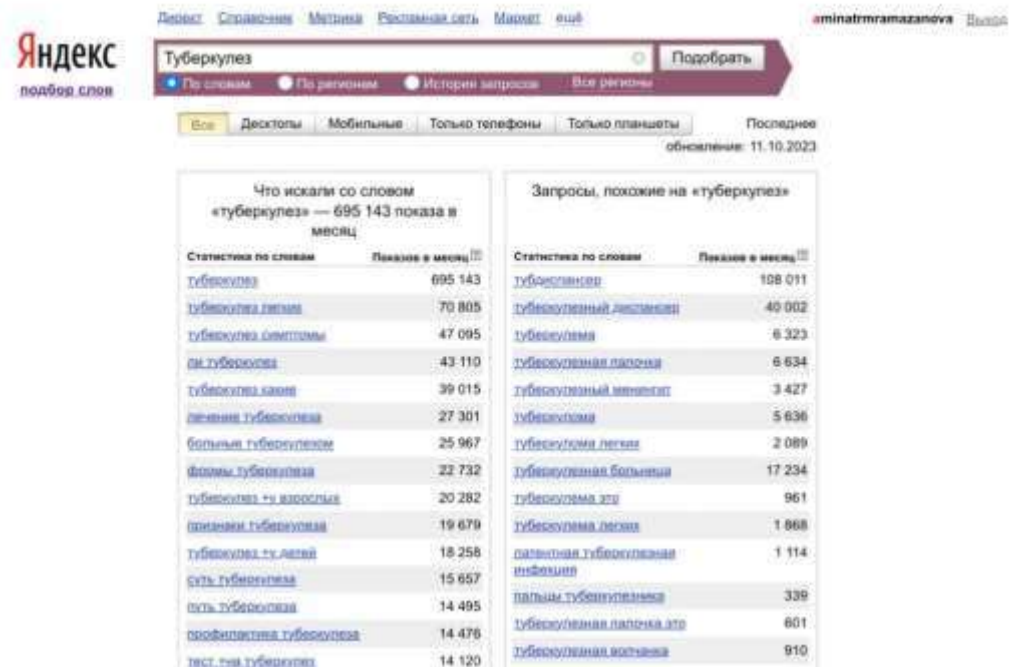 Директ Справочник Метрика Рекламная сеть Маркет ещё
aminatrmramazanova Выход
Яндекс
подбор слов
Туберкулез
Подобрать
По словам По регионам История запросов Все регионы
Все Десктопы Мобильные Только телефоны Только планшеты
Последнее
обновление: 11.10.2023
Что искали со словом
«туберкулез» — 695 143 показа в
месяц
Статистика по словам Показов в месяц
туберкулез 695 143
туберкулез легких 70 805
туберкулез симптомы 47 095
ли туберкулез 43 110
туберкулез какие 39 015
лечение туберкулеза 27 301
больные туберкулезом 25 967
формы туберкулеза 22 732
туберкулез +у взрослых 20 282
признаки туберкулеза 19 679
туберкулез +у детей 18 258
суть туберкулеза 15 657
путь туберкулеза 14 495
профилактика туберкулеза 14 476
тест +на туберкулез 14 120
Запросы, похожие на «туберкулез»
Статистика по словам Показов в месяц
тубдиспансер 108 011
туберкулезный диспансер 40 002
туберкулема 6 323
туберкулезная палочка 6 634
туберкулезный менингит 3 427
туберкулома 5 636
туберкулома легких 2 089
туберкулезная больница 17 234
туберкулема это 961
туберкулема легких 1 868
латентная туберкулезная
инфекция 1 114
пальцы туберкулезника 339
туберкулезная палочка это 601
туберкулезная волчанка 910